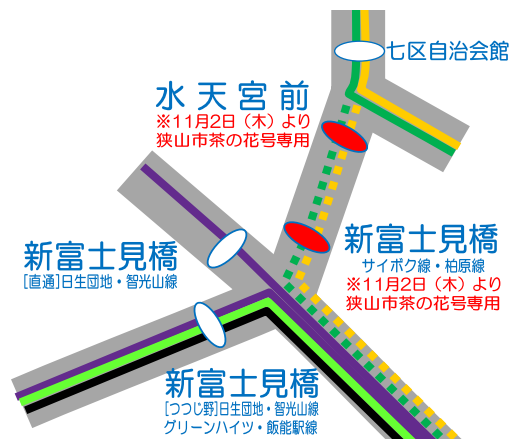 七区自治会館
水天宮前
※11月2日（木）より
狭山市茶の花号専用
新富士見橋
[直通]日生団地・智光山線
新富士見橋
サイボク線・柏原線
※11月2日（木）より
狭山市茶の花号専用
新富士見橋
[つつじ野]日生団地・智光山線
グリーンハイツ・飯能駅線